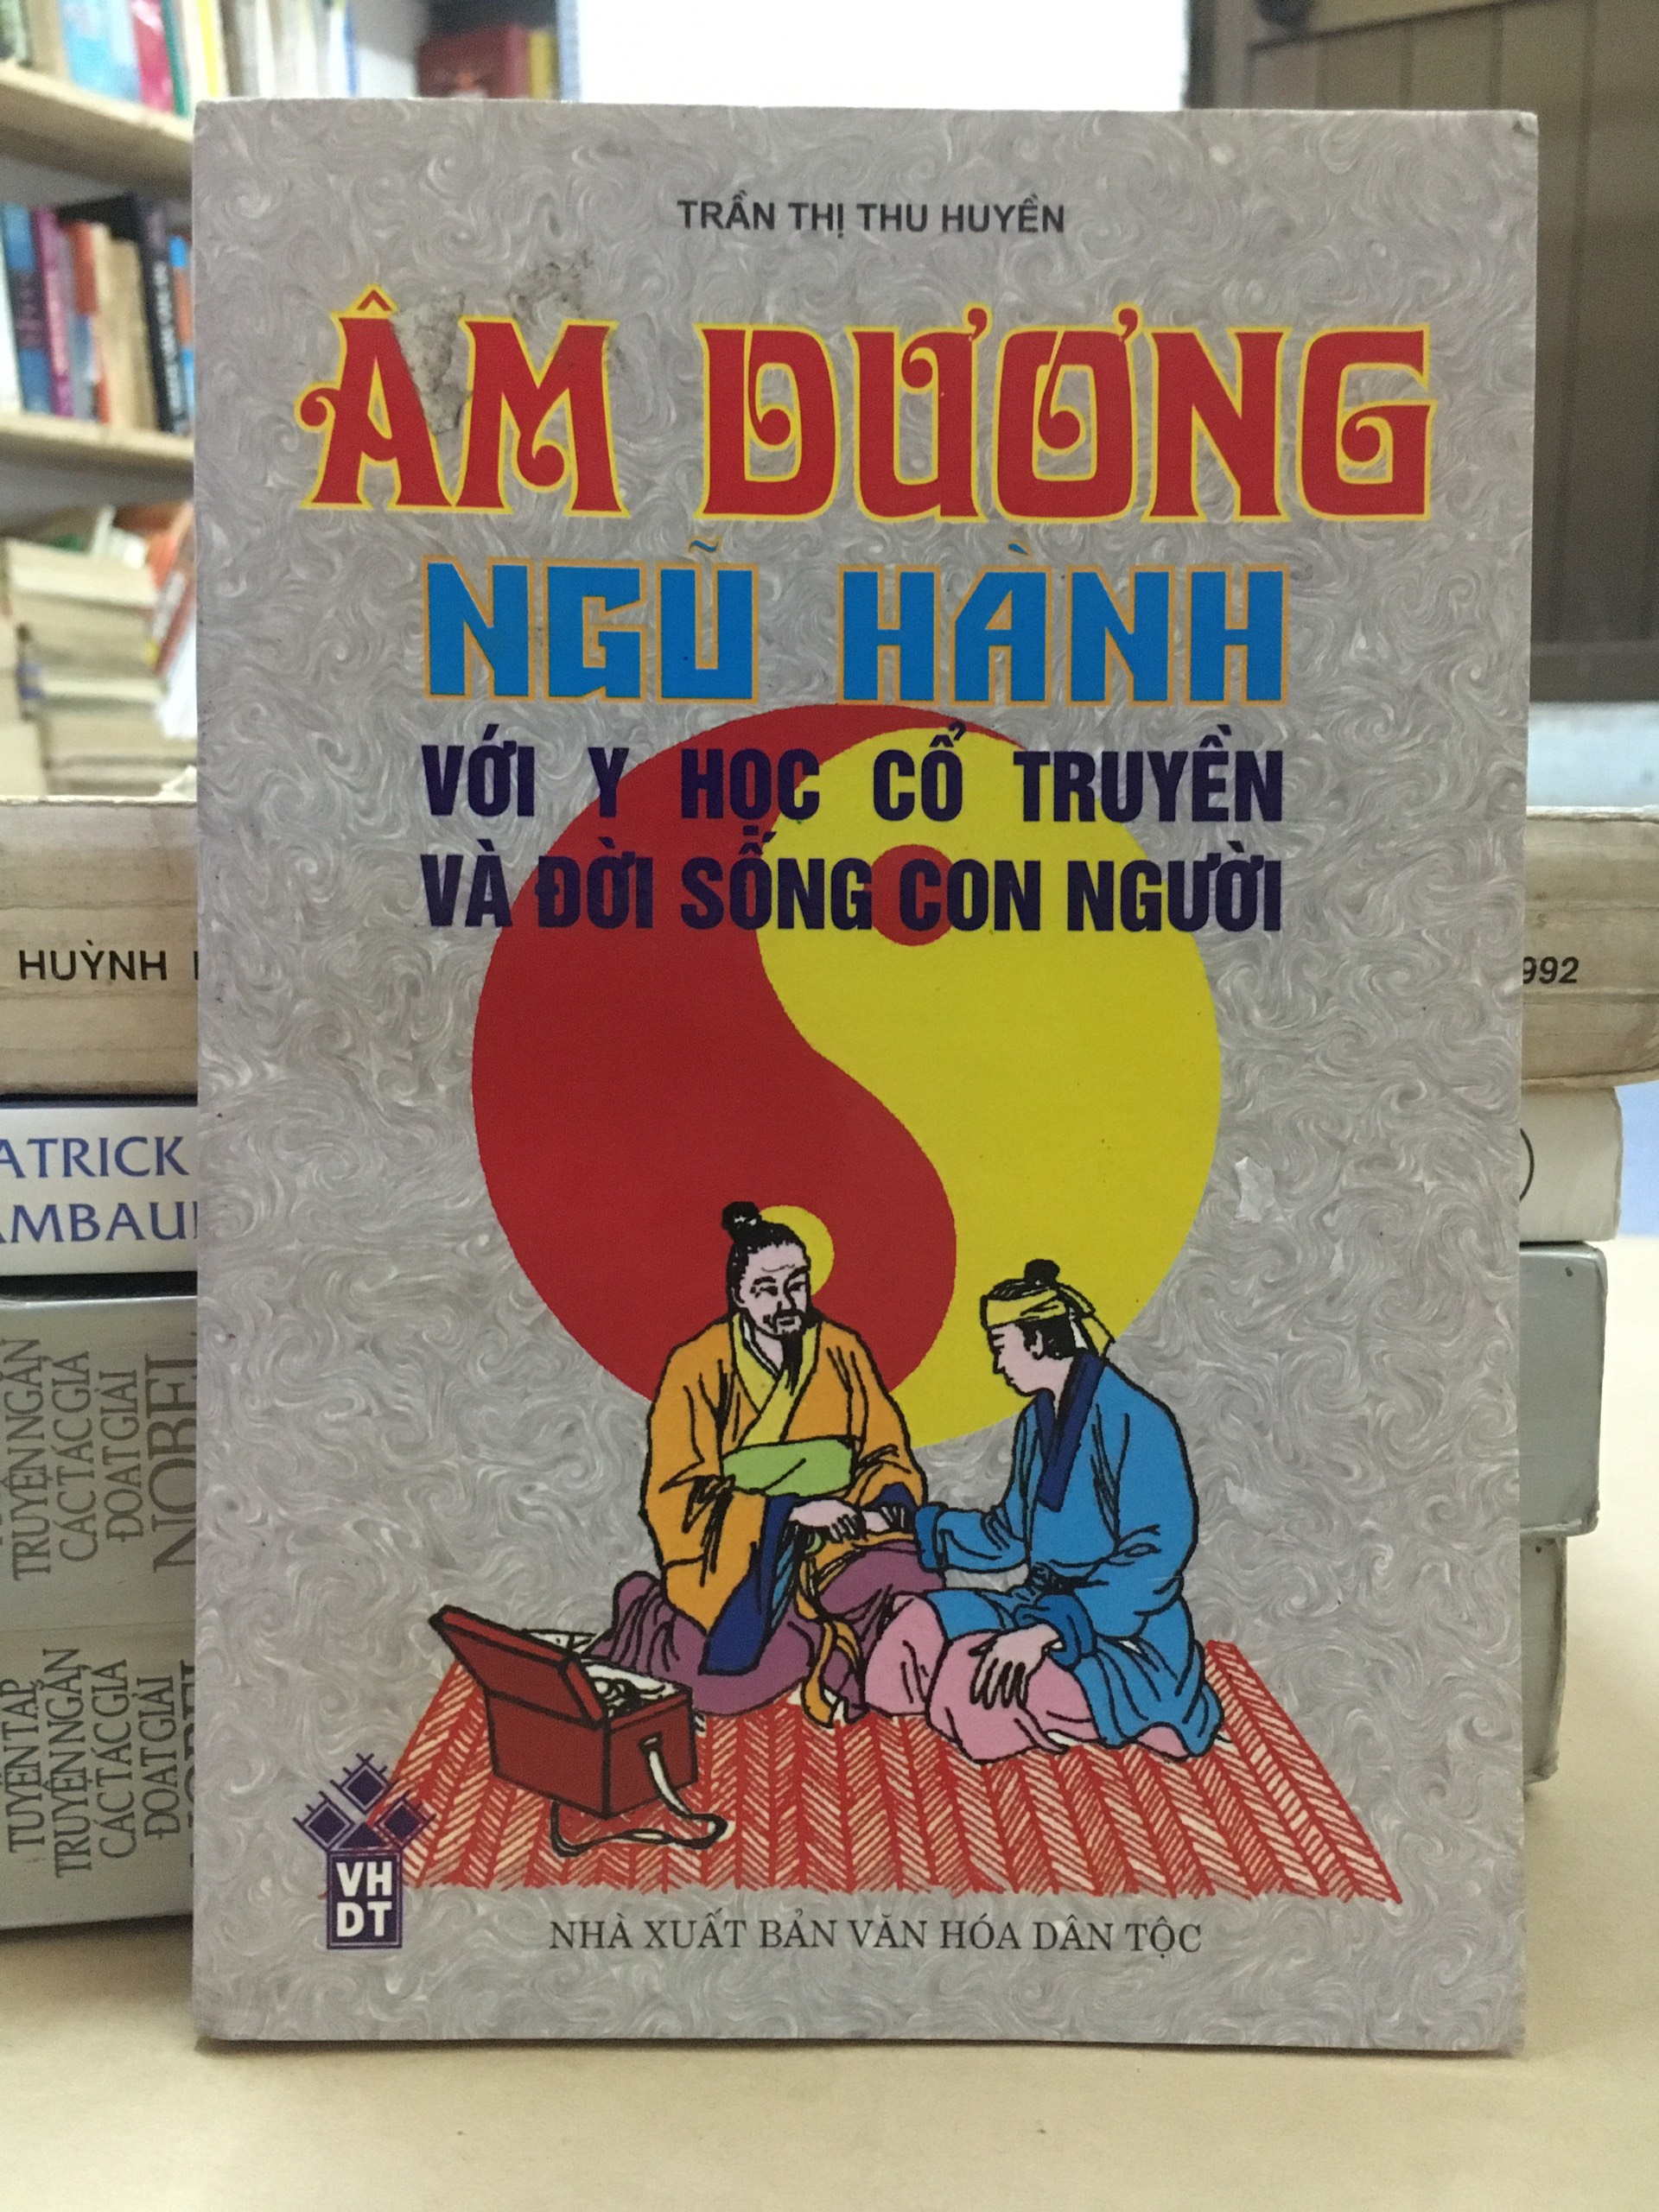 TRẦN THỊ THU HUYỀN
ÂM DƯƠNG
NGŨ HÀNH
VỚI Y HỌC CỔ TRUYỀN
VÀ ĐỜI SỐNG CON NGƯỜI
VH
DT
NHÀ XUẤT BẢN VĂN HÓA DÂN TỘC
HUỲNH
992
ATRICK
AMBAU
TRUYỆN NGẮN
CÁC TÁC GIẢ
ĐOẠT GIẢI
NOBEL
TUYỂN TẬP
TRUYỆN NGẮN
CÁC TÁC GIẢ
ĐOẠT GIẢI